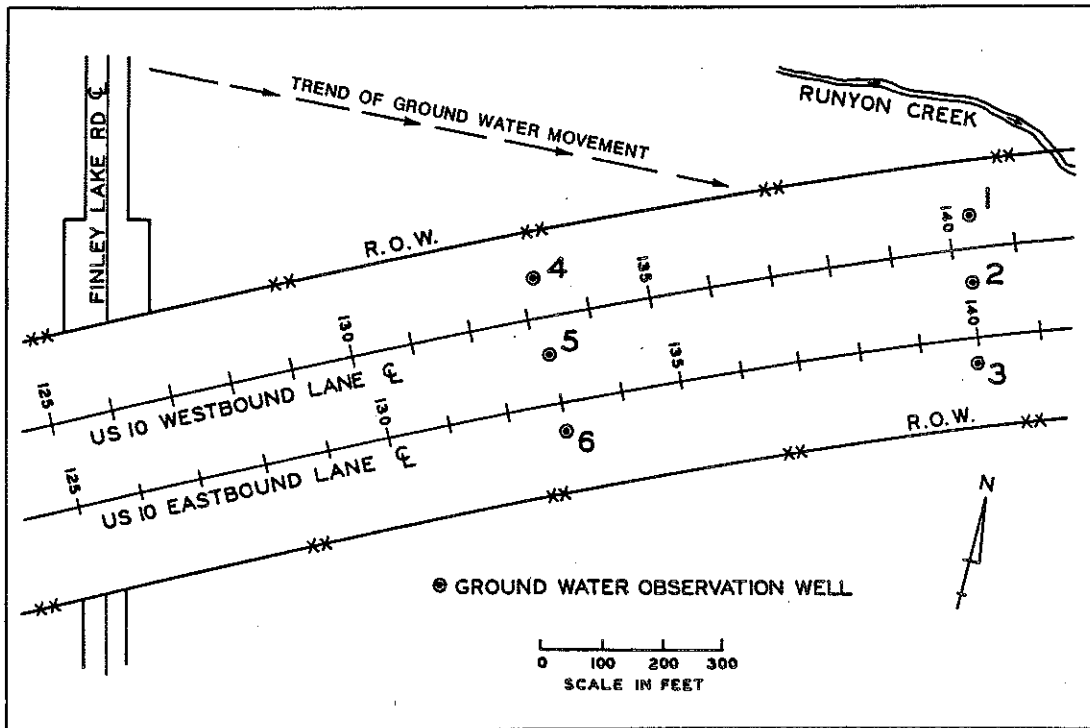 FINLEY LAKE RD ℄
TREND OF GROUND WATER MOVEMENT
RUNYON CREEK
R.O.W.
1
140
4
135
2
130
5
140
125
US 10 WESTBOUND LANE ℄
135
3
130
6
R.O.W.
125
US 10 EASTBOUND LANE ℄
N
GROUND WATER OBSERVATION WELL
0 100 200 300
SCALE IN FEET